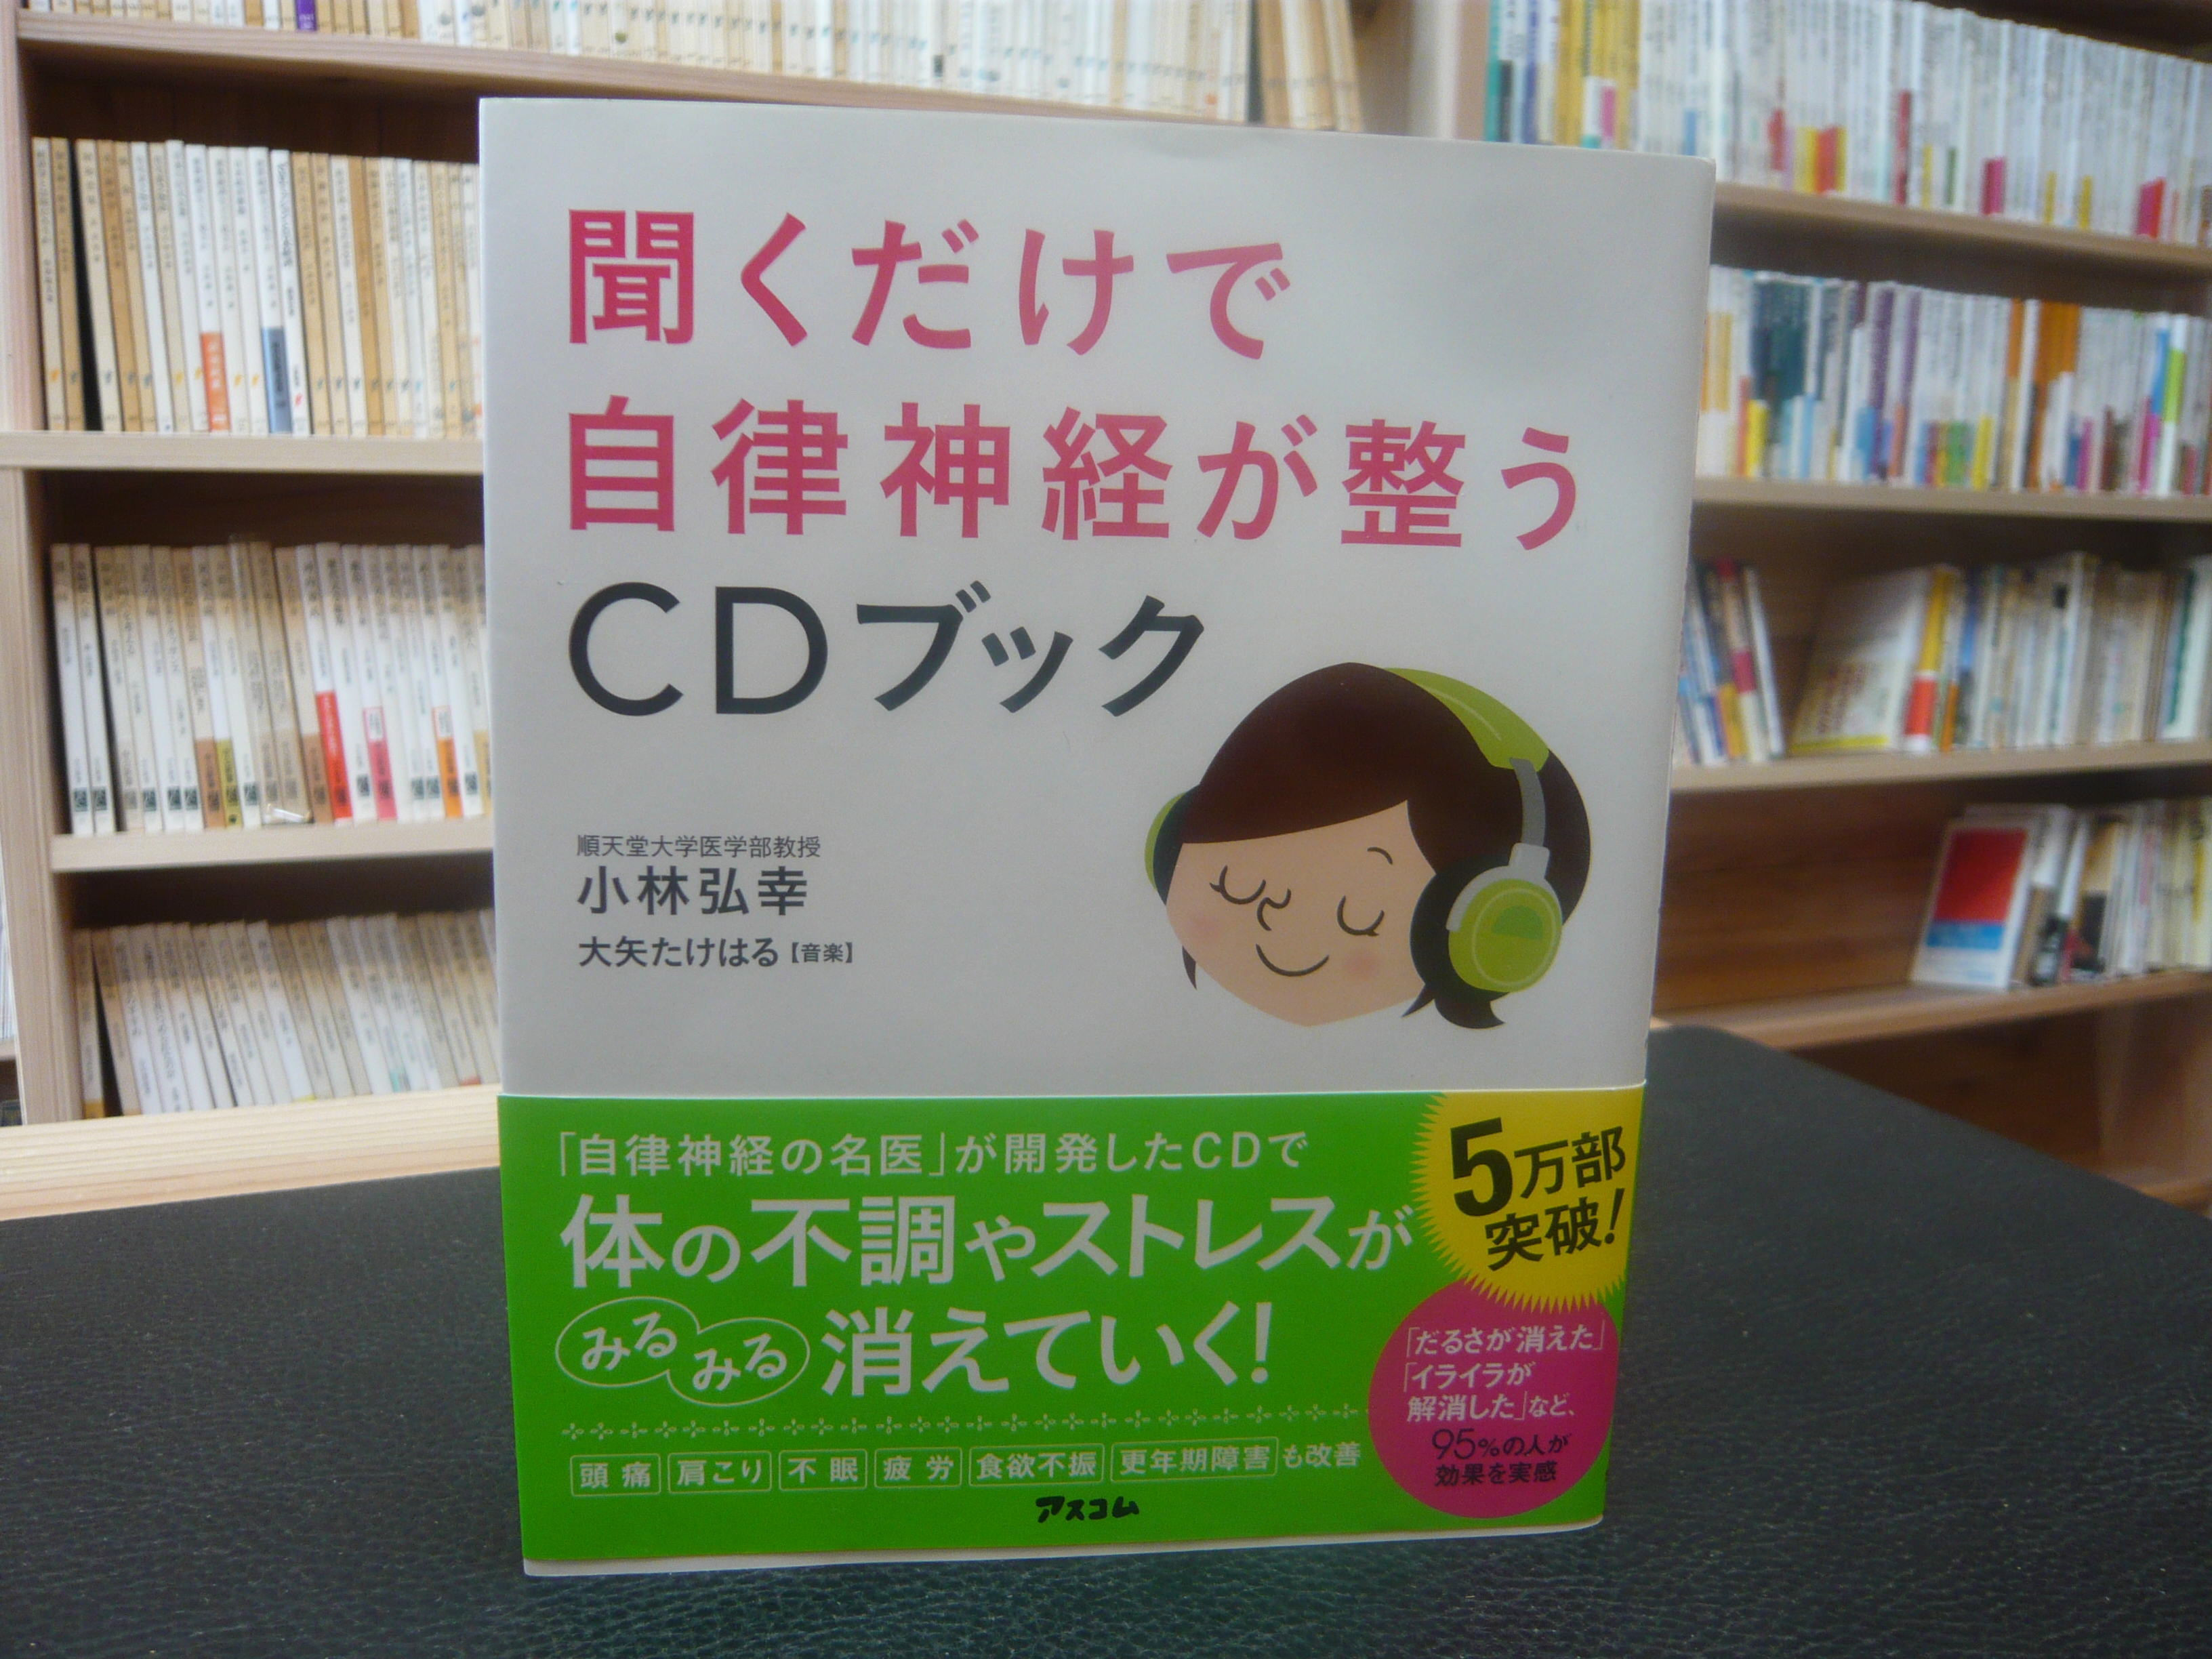 聞くだけで
自律神経が整う
CDブック
順天堂大学医学部教授
小林弘幸
大矢たけはる【音楽】
「自律神経の名医」が開発したCDで
体の不調やストレスが
みるみる消えていく!
頭痛 肩こり 不眠 疲労 食欲不振 更年期障害 も改善
アスコム
5万部
突破!
「だるさが消えた」
「イライラが
解消した」など、
95%の人が
効果を実感